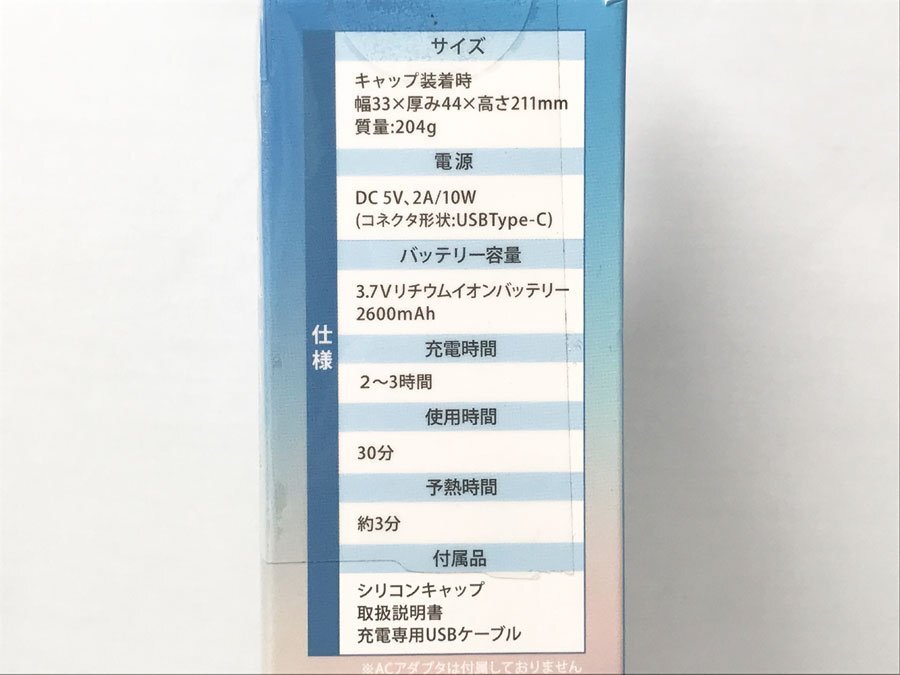 仕様
サイズ
キャップ装着時
幅33×厚み44×高さ211mm
質量:204g
電源
DC 5V、2A/10W
(コネクタ形状:USBType-C)
バッテリー容量
3.7Vリチウムイオンバッテリー
2600mAh
充電時間
2〜3時間
使用時間
30分
予熱時間
約3分
付属品
シリコンキャップ
取扱説明書
充電専用USBケーブル
※ACアダプタは付属しておりません